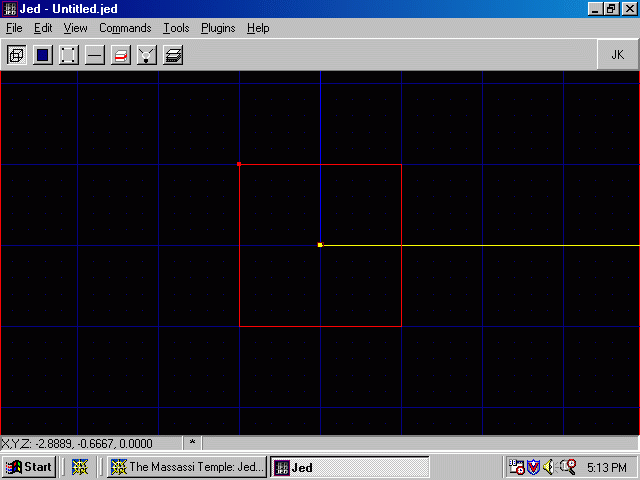 Jed - Untitled.jed
File Edit View Commands Tools Plugins Help
JK
X,Y,Z: -2.8889, -0.6667, 0.0000 *
Start The Massassi Temple: Jed... Jed 5:13 PM